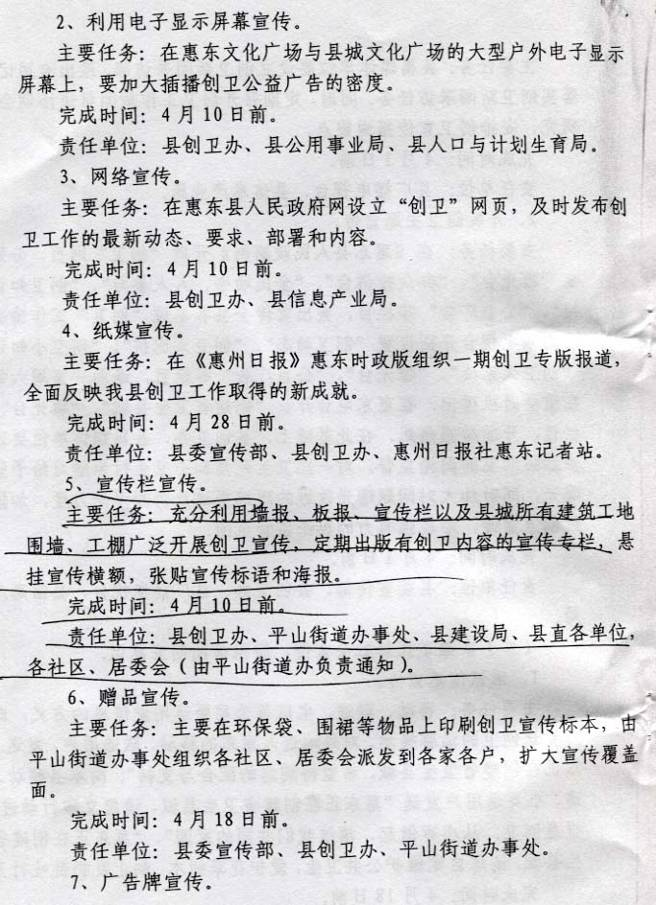 2、利用电子显示屏幕宣传。
主要任务：在惠东文化广场与县城文化广场的大型户外电子显示
屏幕上，要加大插播创卫公益广告的密度。
完成时间：4月10日前。
责任单位：县创卫办、县公用事业局、县人口与计划生育局。
3、网络宣传。
主要任务：在惠东县人民政府网设立“创卫”网页，及时发布创
卫工作的最新动态、要求、部署和内容。
完成时间：4月10日前。
责任单位：县创卫办、县信息产业局。
4、纸媒宣传。
主要任务：在《惠州日报》惠东时政版组织一期创卫专版报道，
全面反映我县创卫工作取得的新成就。
完成时间：4月28日前。
责任单位：县委宣传部、县创卫办、惠州日报社惠东记者站。
5、宣传栏宣传。
主要任务：充分利用墙报、板报、宣传栏以及县城所有建筑工地
围墙、工棚广泛开展创卫宣传，定期出版有创卫内容的宣传专栏，悬
挂宣传横额，张贴宣传标语和海报。
完成时间：4月10日前。
责任单位：县创卫办、平山街道办事处、县建设局、县直各单位，
各社区、居委会（由平山街道办负责通知）。
6、赠品宣传。
主要任务：主要在环保袋、围裙等物品上印刷创卫宣传标本，由
平山街道办事处组织各社区、居委会派发到各家各户，扩大宣传覆盖
面。
完成时间：4月18日前。
责任单位：县委宣传部、县创卫办、平山街道办事处。
7、广告牌宣传。